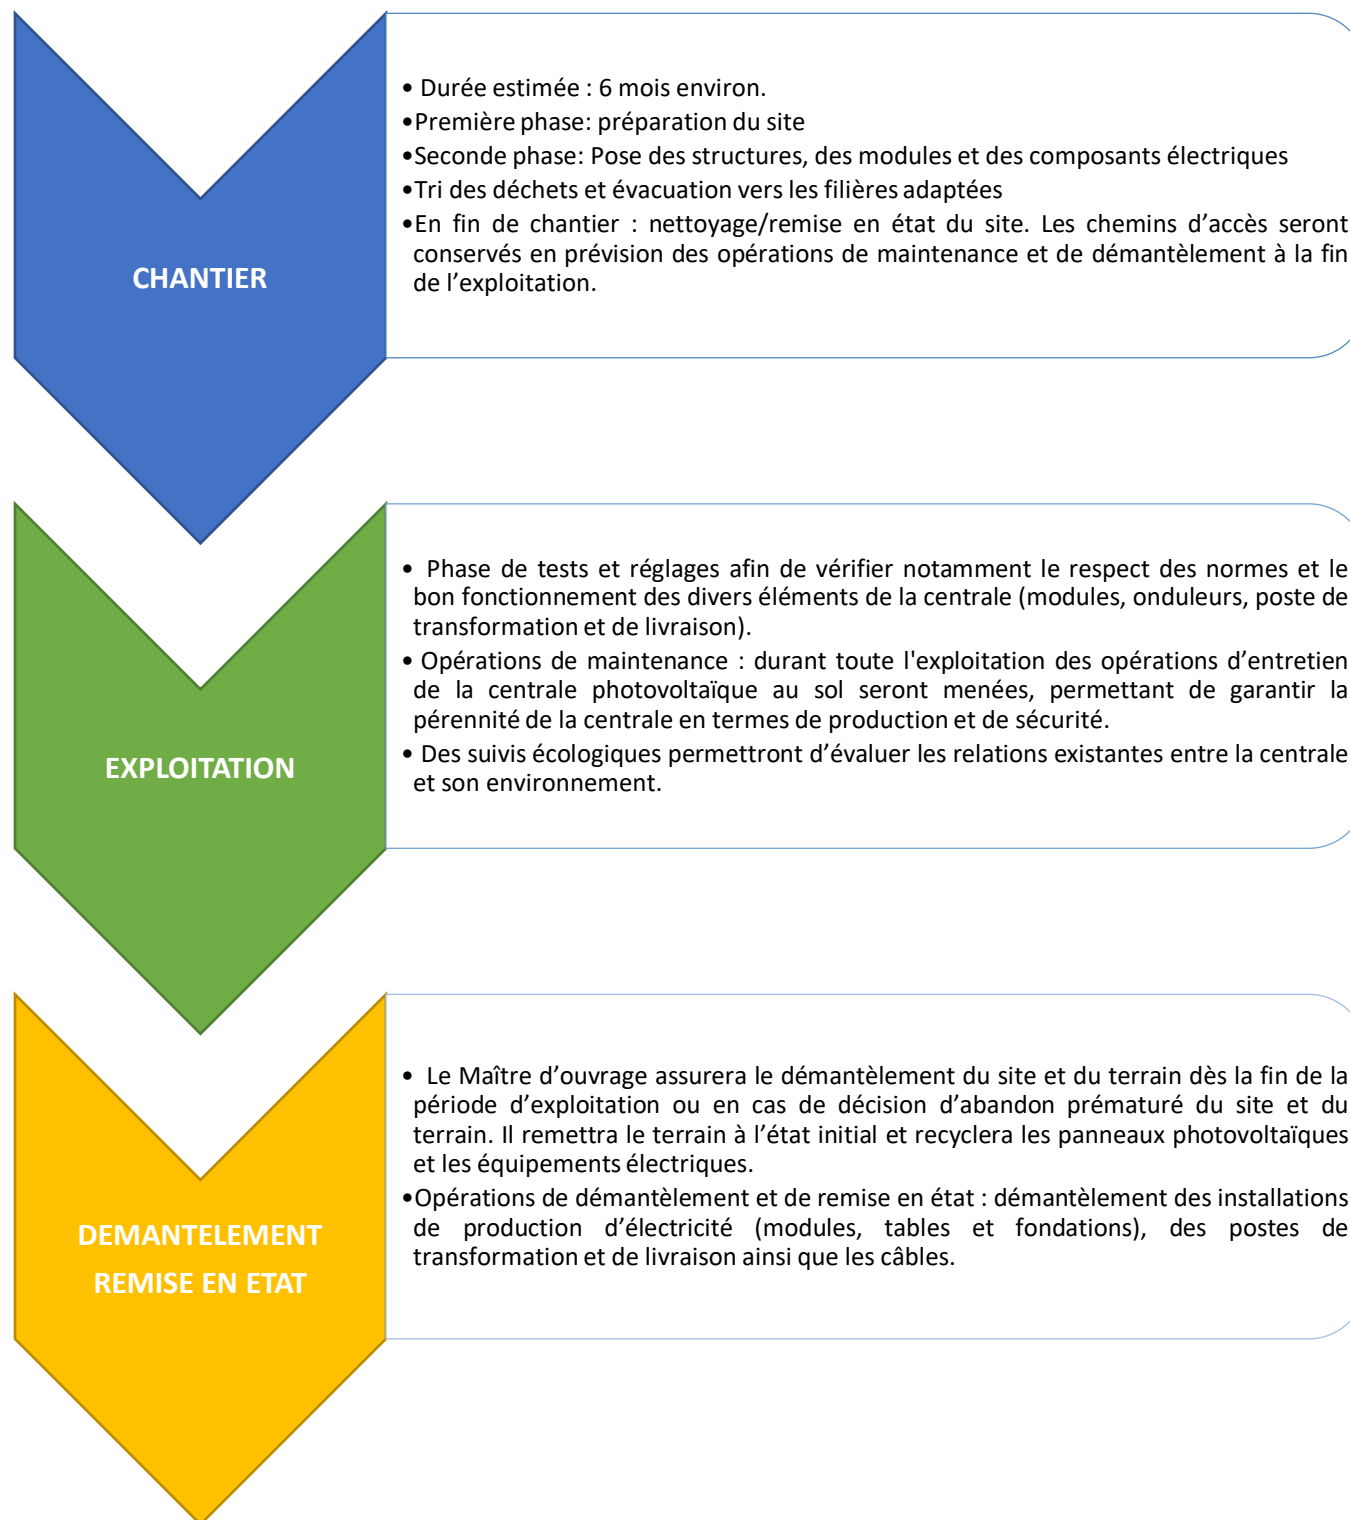 CHANTIER
• Durée estimée : 6 mois environ.
•Première phase: préparation du site
•Seconde phase: Pose des structures, des modules et des composants électriques
•Tri des déchets et évacuation vers les filières adaptées
•En fin de chantier : nettoyage/remise en état du site. Les chemins d’accès seront
conservés en prévision des opérations de maintenance et de démantèlement à la fin
de l’exploitation.
EXPLOITATION
• Phase de tests et réglages afin de vérifier notamment le respect des normes et le
bon fonctionnement des divers éléments de la centrale (modules, onduleurs, poste de
transformation et de livraison).
• Opérations de maintenance : durant toute l'exploitation des opérations d’entretien
de la centrale photovoltaïque au sol seront menées, permettant de garantir la
pérennité de la centrale en termes de production et de sécurité.
• Des suivis écologiques permettront d’évaluer les relations existantes entre la centrale
et son environnement.
DEMANTELEMENT
REMISE EN ETAT
• Le Maître d’ouvrage assurera le démantèlement du site et du terrain dès la fin de la
période d’exploitation ou en cas de décision d’abandon prématuré du site et du
terrain. Il remettra le terrain à l’état initial et recyclera les panneaux photovoltaïques
et les équipements électriques.
•Opérations de démantèlement et de remise en état : démantèlement des installations
de production d’électricité (modules, tables et fondations), des postes de
transformation et de livraison ainsi que les câbles.